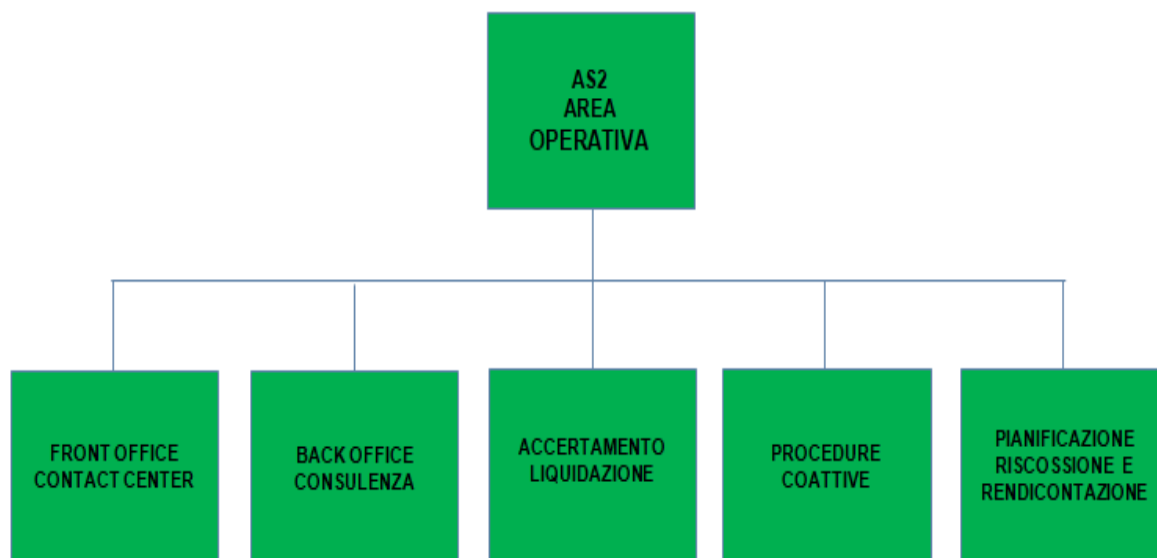 AS2
AREA
OPERATIVA
FRONT OFFICE
CONTACT CENTER
BACK OFFICE
CONSULENZA
ACCERTAMENTO
LIQUIDAZIONE
PROCEDURE
COATTIVE
PIANIFICAZIONE
RISCOSSIONE E
RENDICONTAZIONE